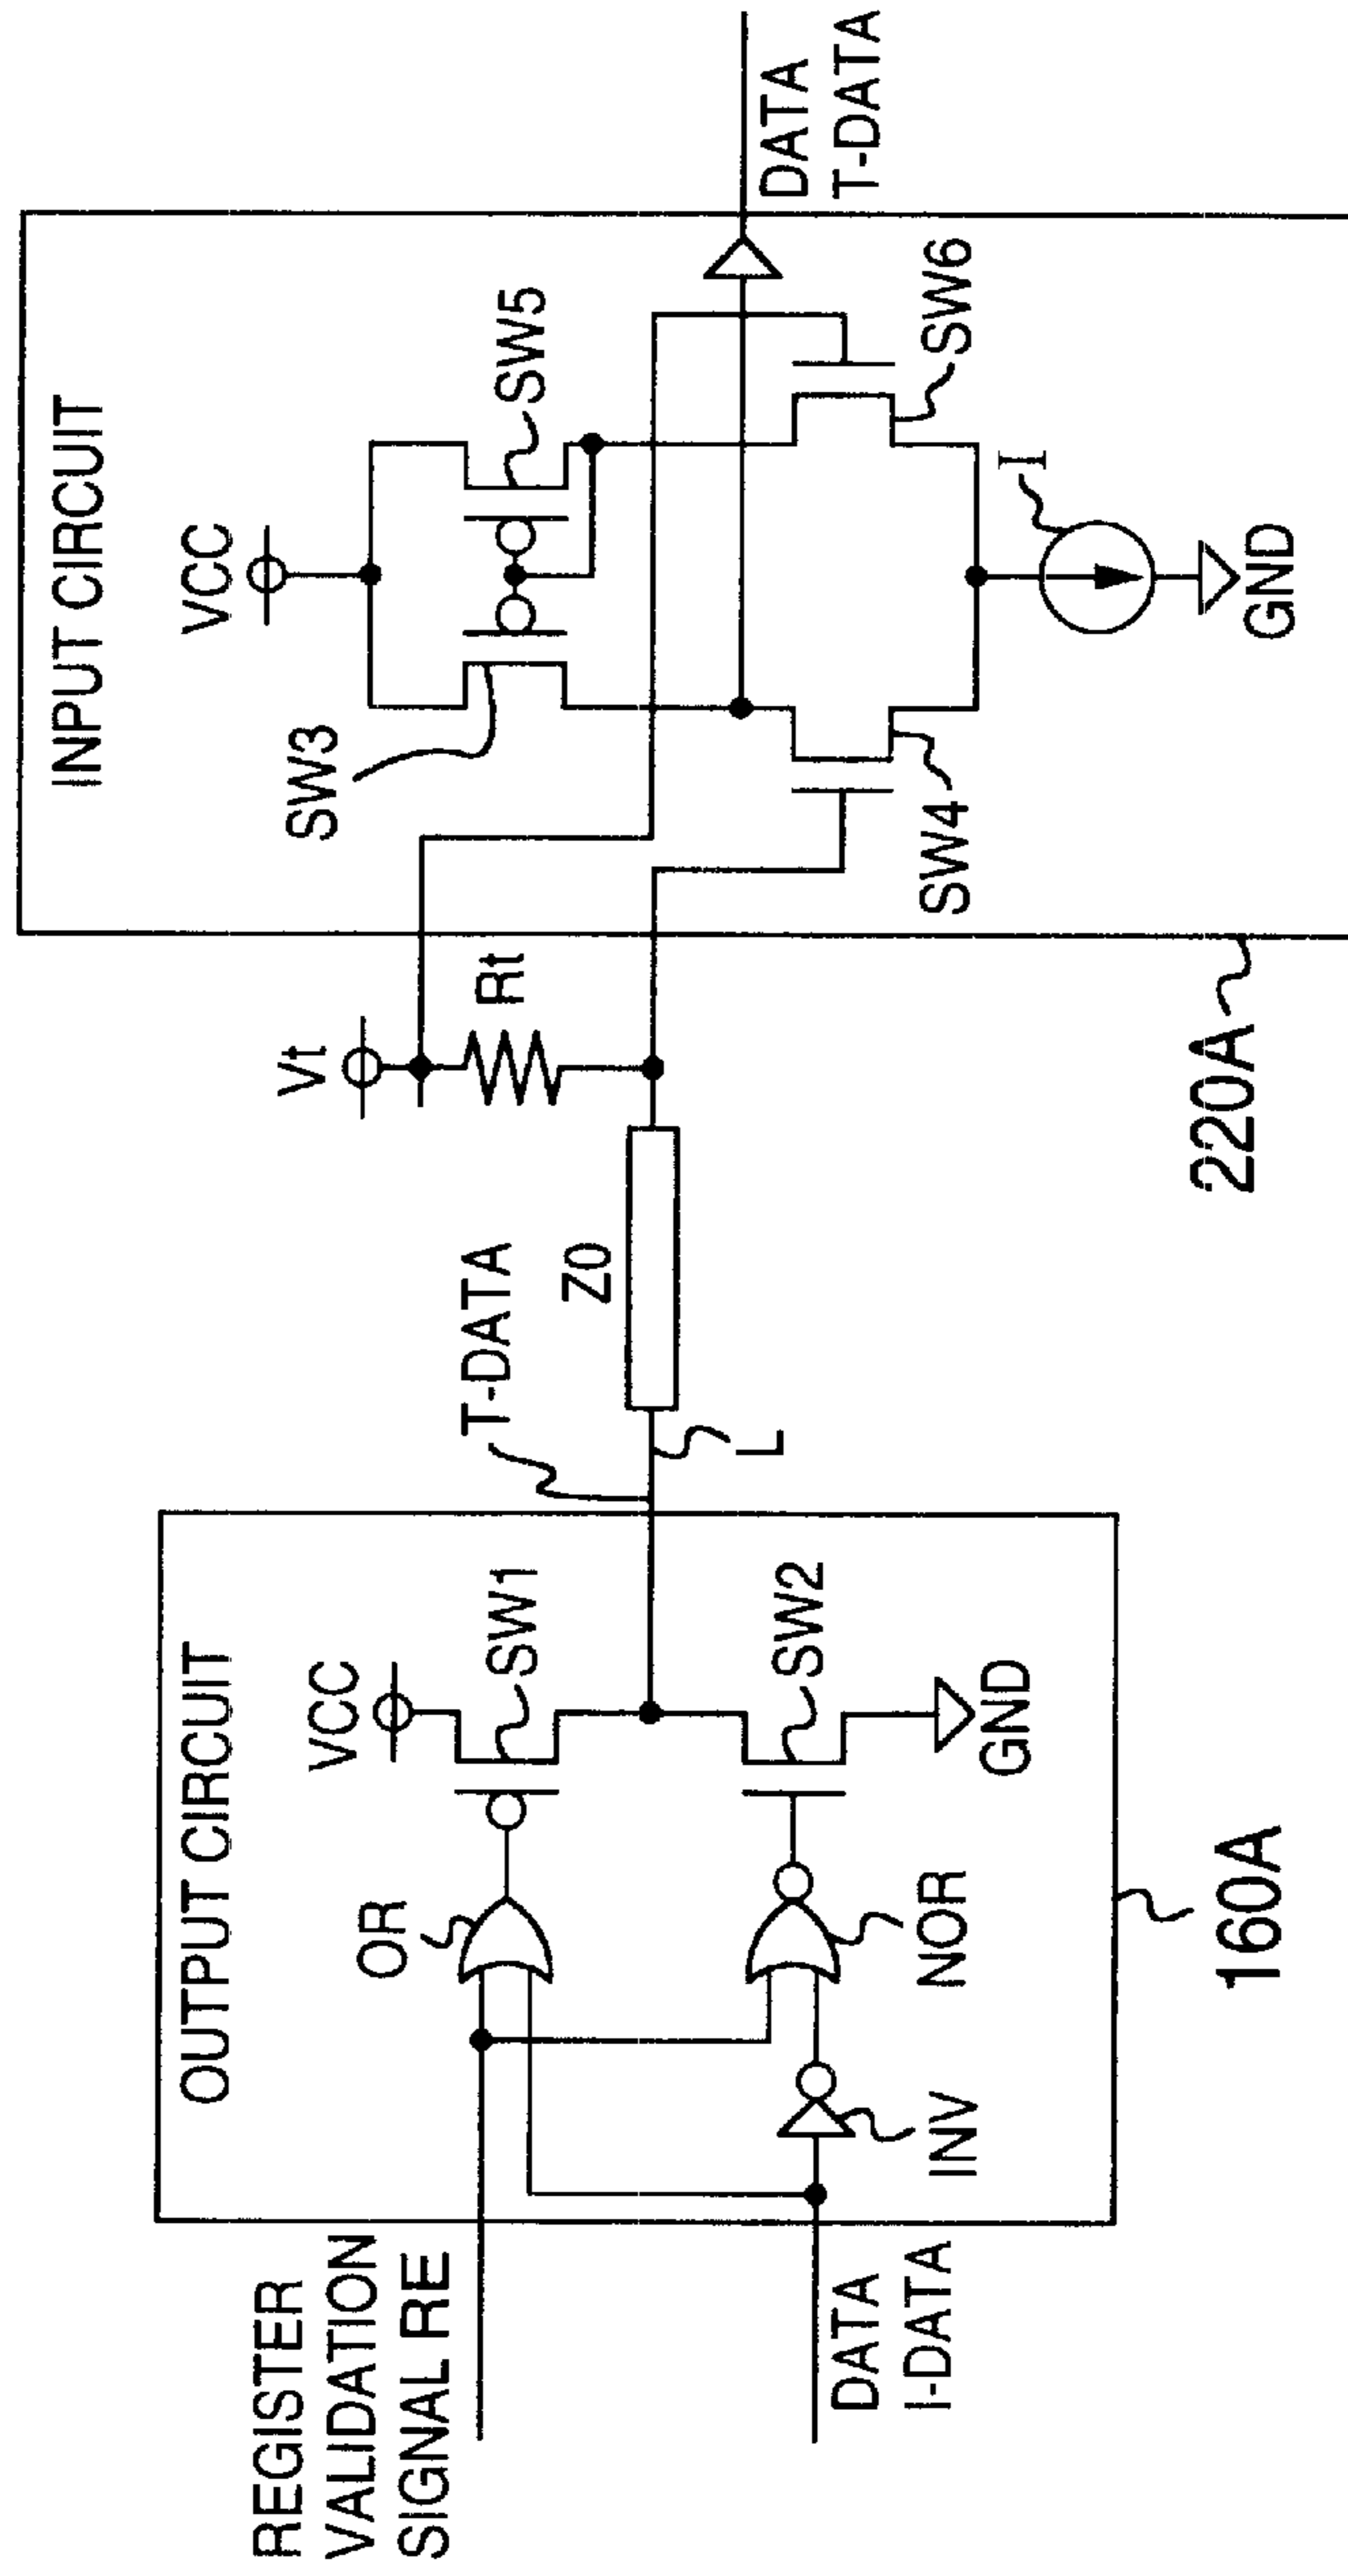 OUTPUT CIRCUIT
REGISTER
VALIDATION
SIGNAL RE
DATA
I-DATA
OR
INV
NOR
VCC
SW1
SW2
GND
160A
T-DATA
L
Z0
Vt
Rt
INPUT CIRCUIT
VCC
SW3
SW5
SW4
SW6
I
GND
220A
DATA
T-DATA